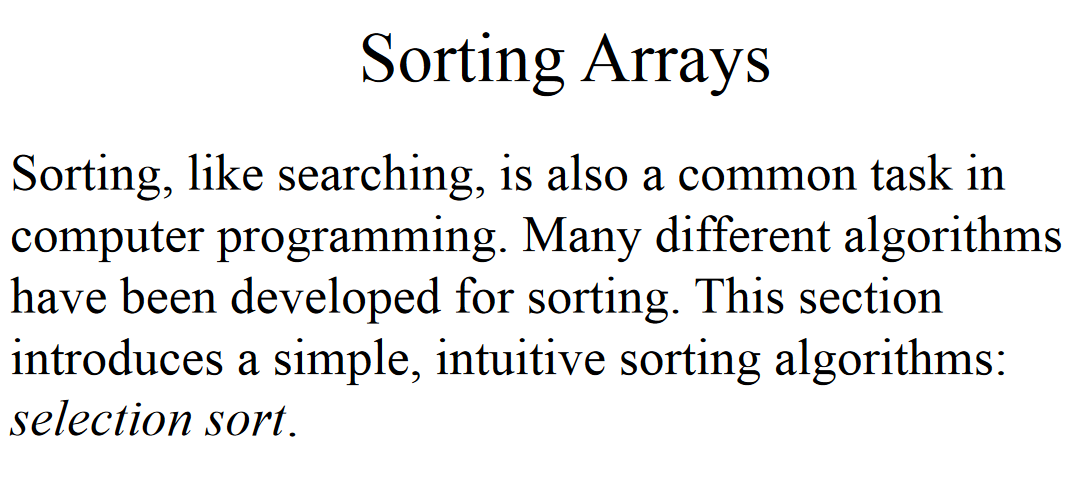 Sorting Arrays
Sorting, like searching, is also a common task in
computer programming. Many different algorithms
have been developed for sorting. This section
introduces a simple, intuitive sorting algorithms:
selection sort.